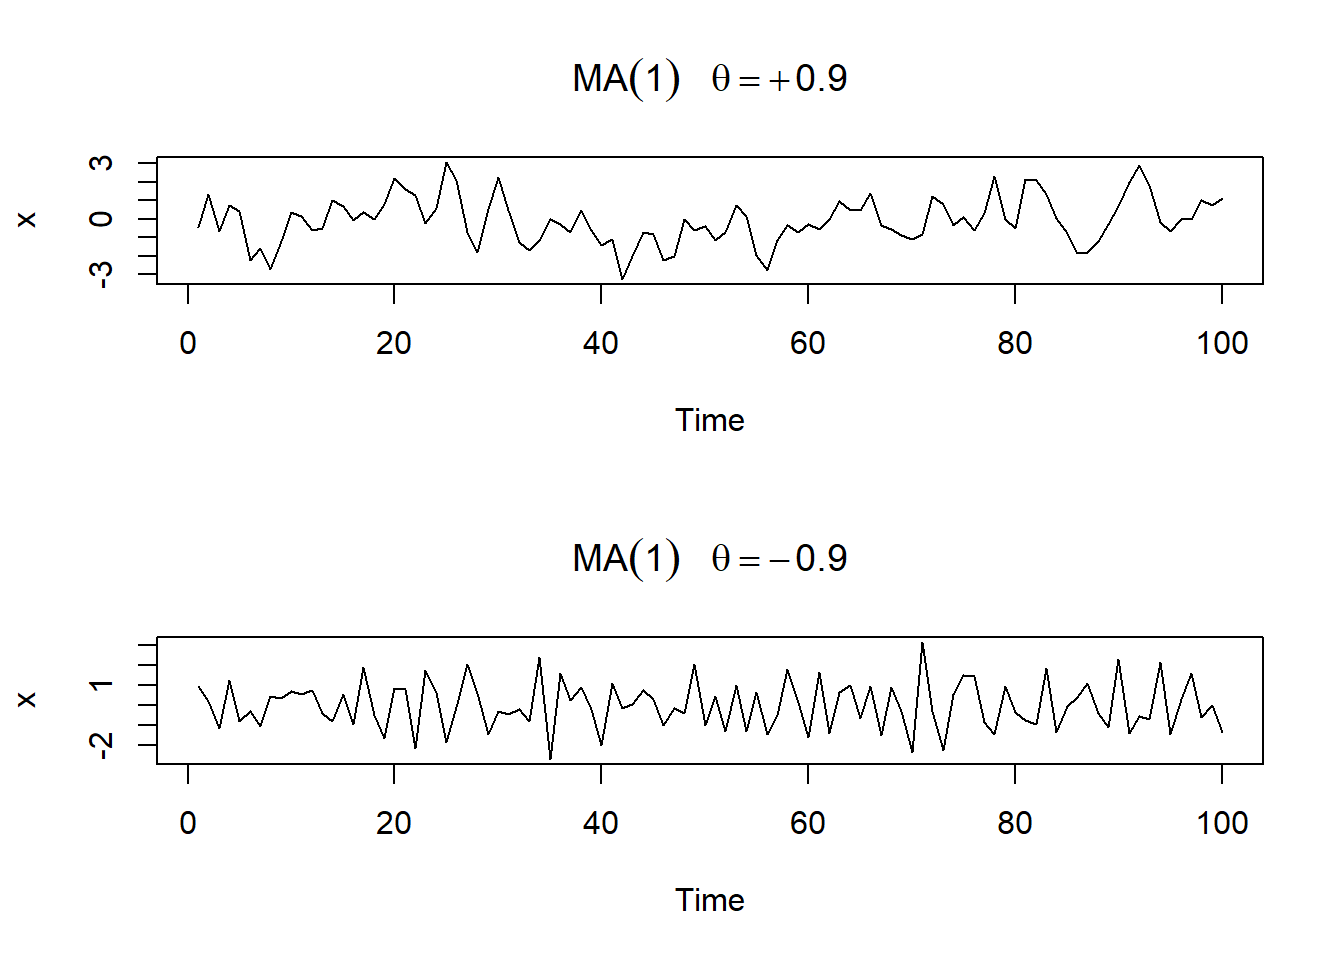 MA(1) θ = +0.9
x
3
0
-3
0 20 40 60 80 100
Time
MA(1) θ = −0.9
x
1
-2
0 20 40 60 80 100
Time